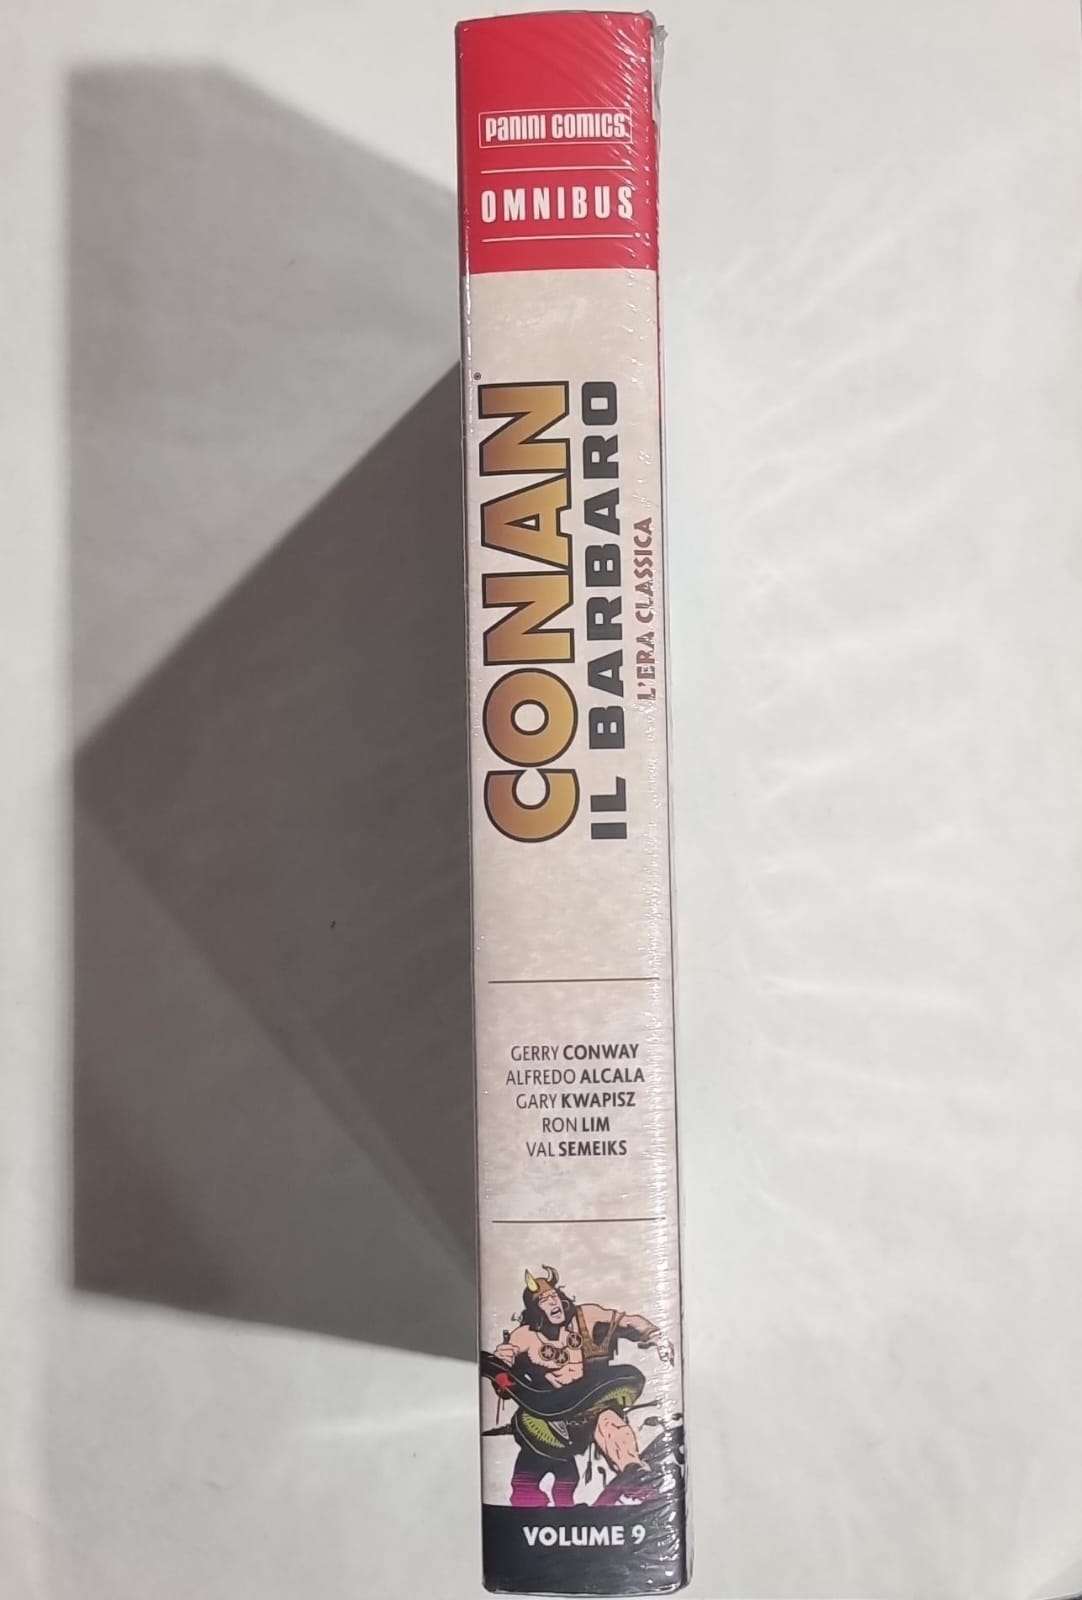 PANINI COMICS
OMNIBUS
CONAN®
IL BARBARO
L'ERA CLASSICA
GERRY CONWAY
ALFREDO ALCALA
GARY KWAPISZ
RON LIM
VAL SEMEIKS
VOLUME 9